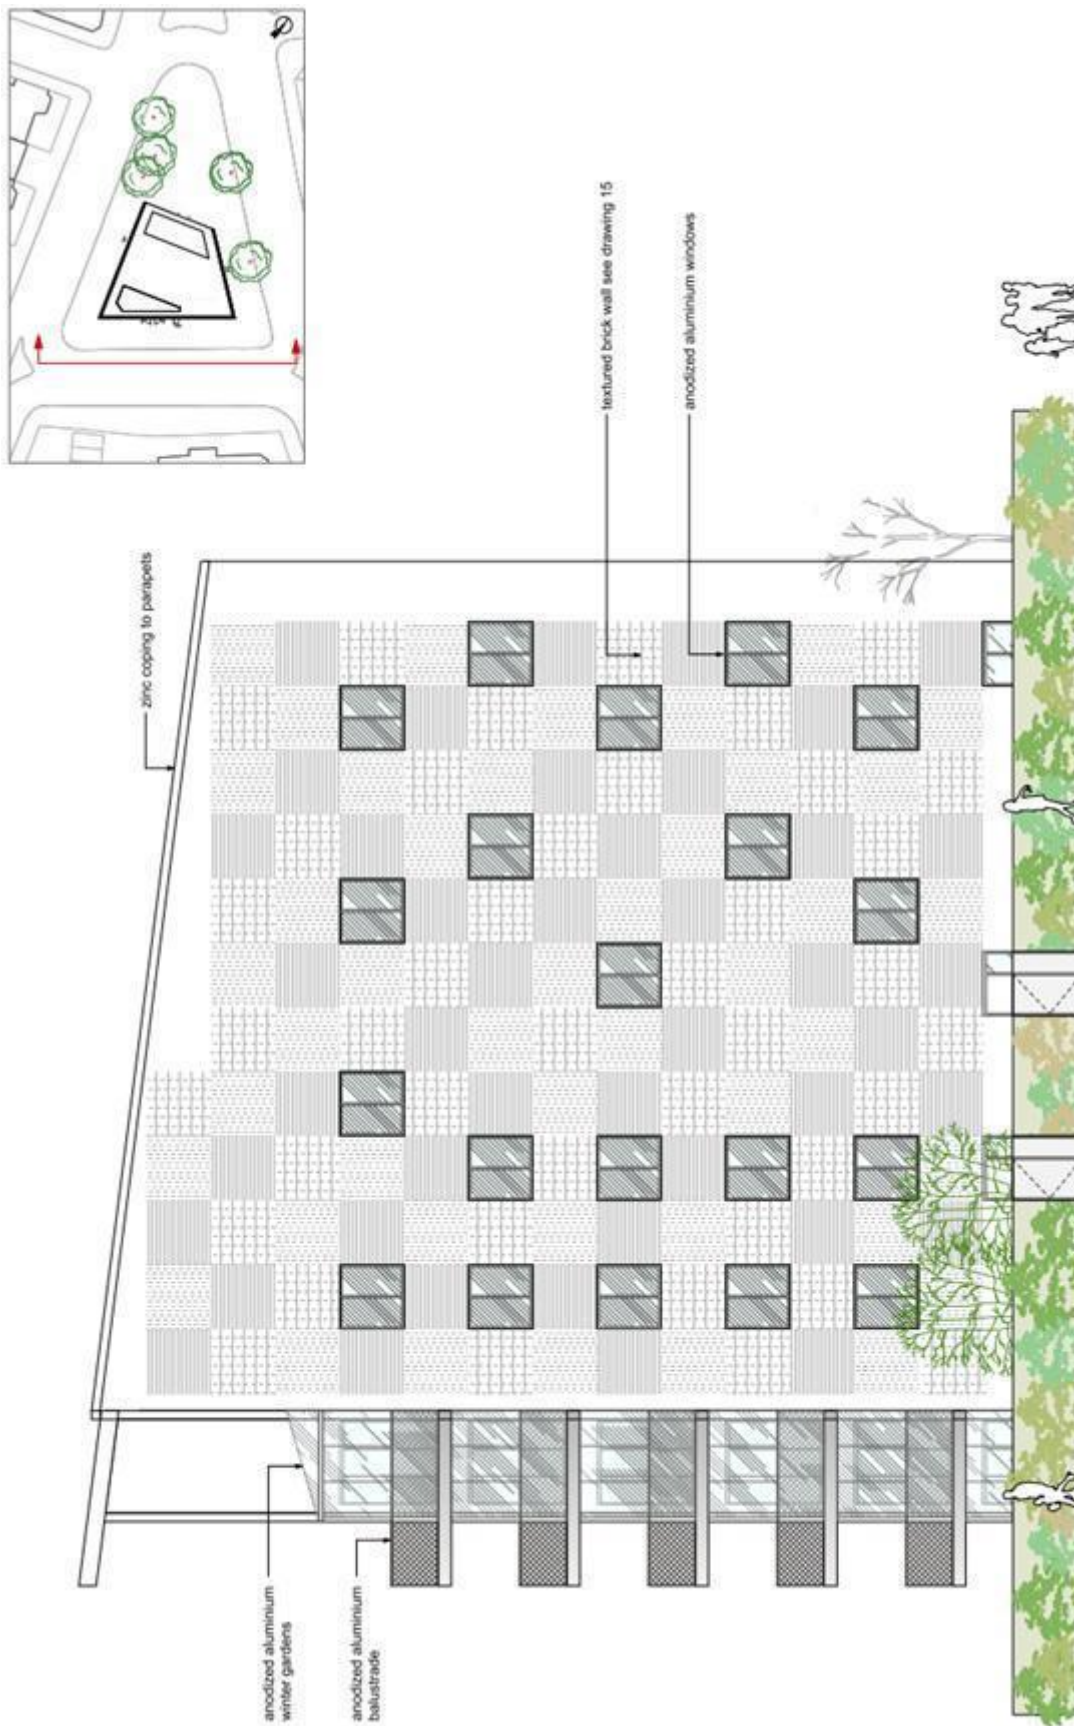 zinc coping to parapets
textured brick wall see drawing 15
anodized aluminium windows
anodized aluminium
winter gardens
anodized aluminium
balustrade